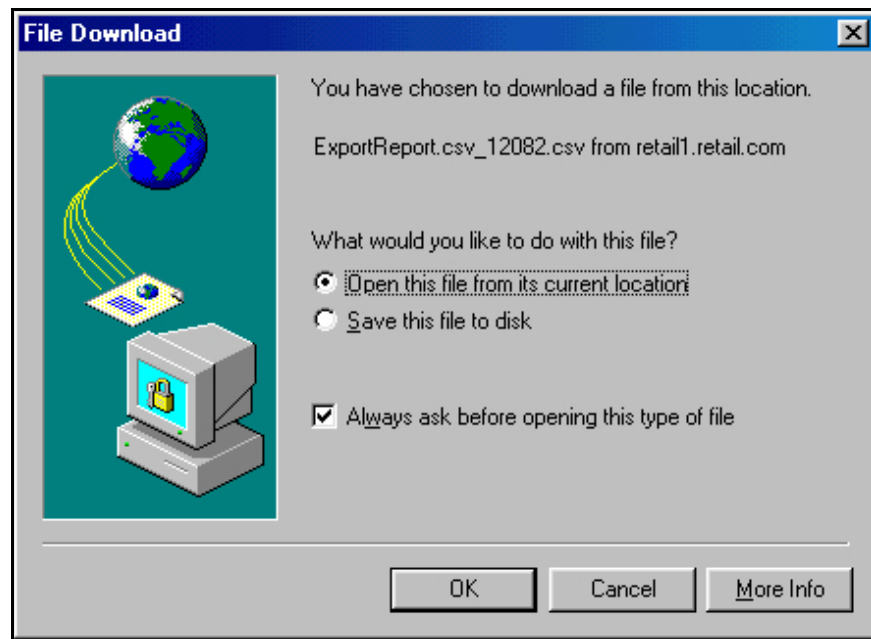 File Download
You have chosen to download a file from this location.
ExportReport.csv_12082.csv from retail1.retail.com
What would you like to do with this file?
Open this file from its current location
Save this file to disk
Always ask before opening this type of file
OK Cancel More Info